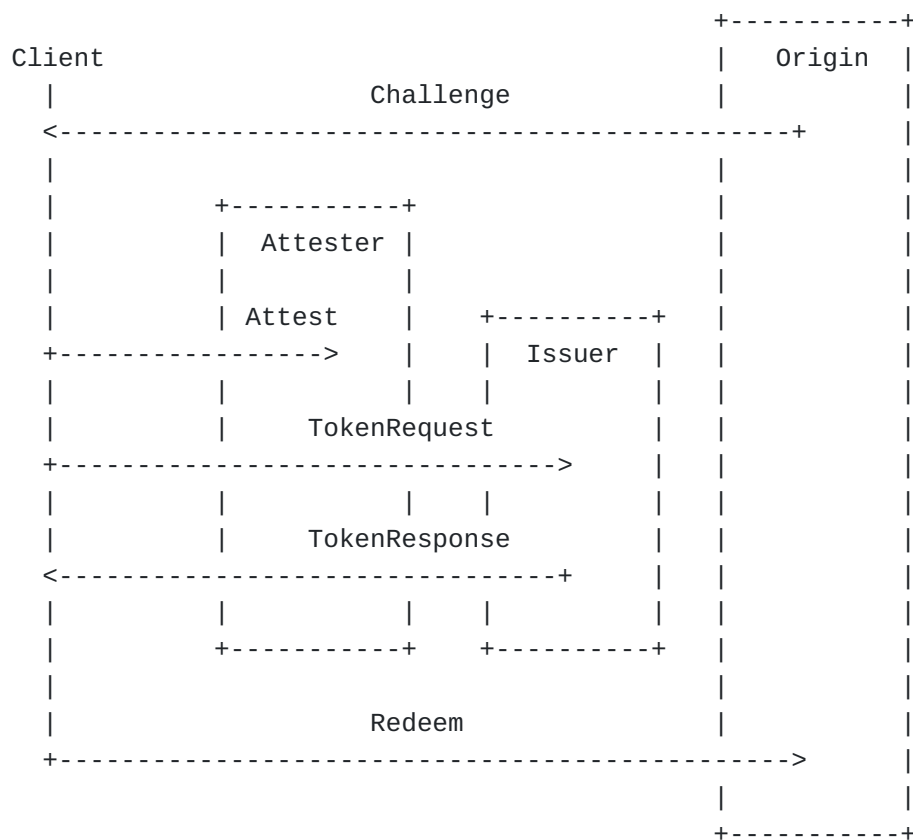 Client
Origin
Challenge
Attester
Attest
Issuer
TokenRequest
TokenResponse
Redeem